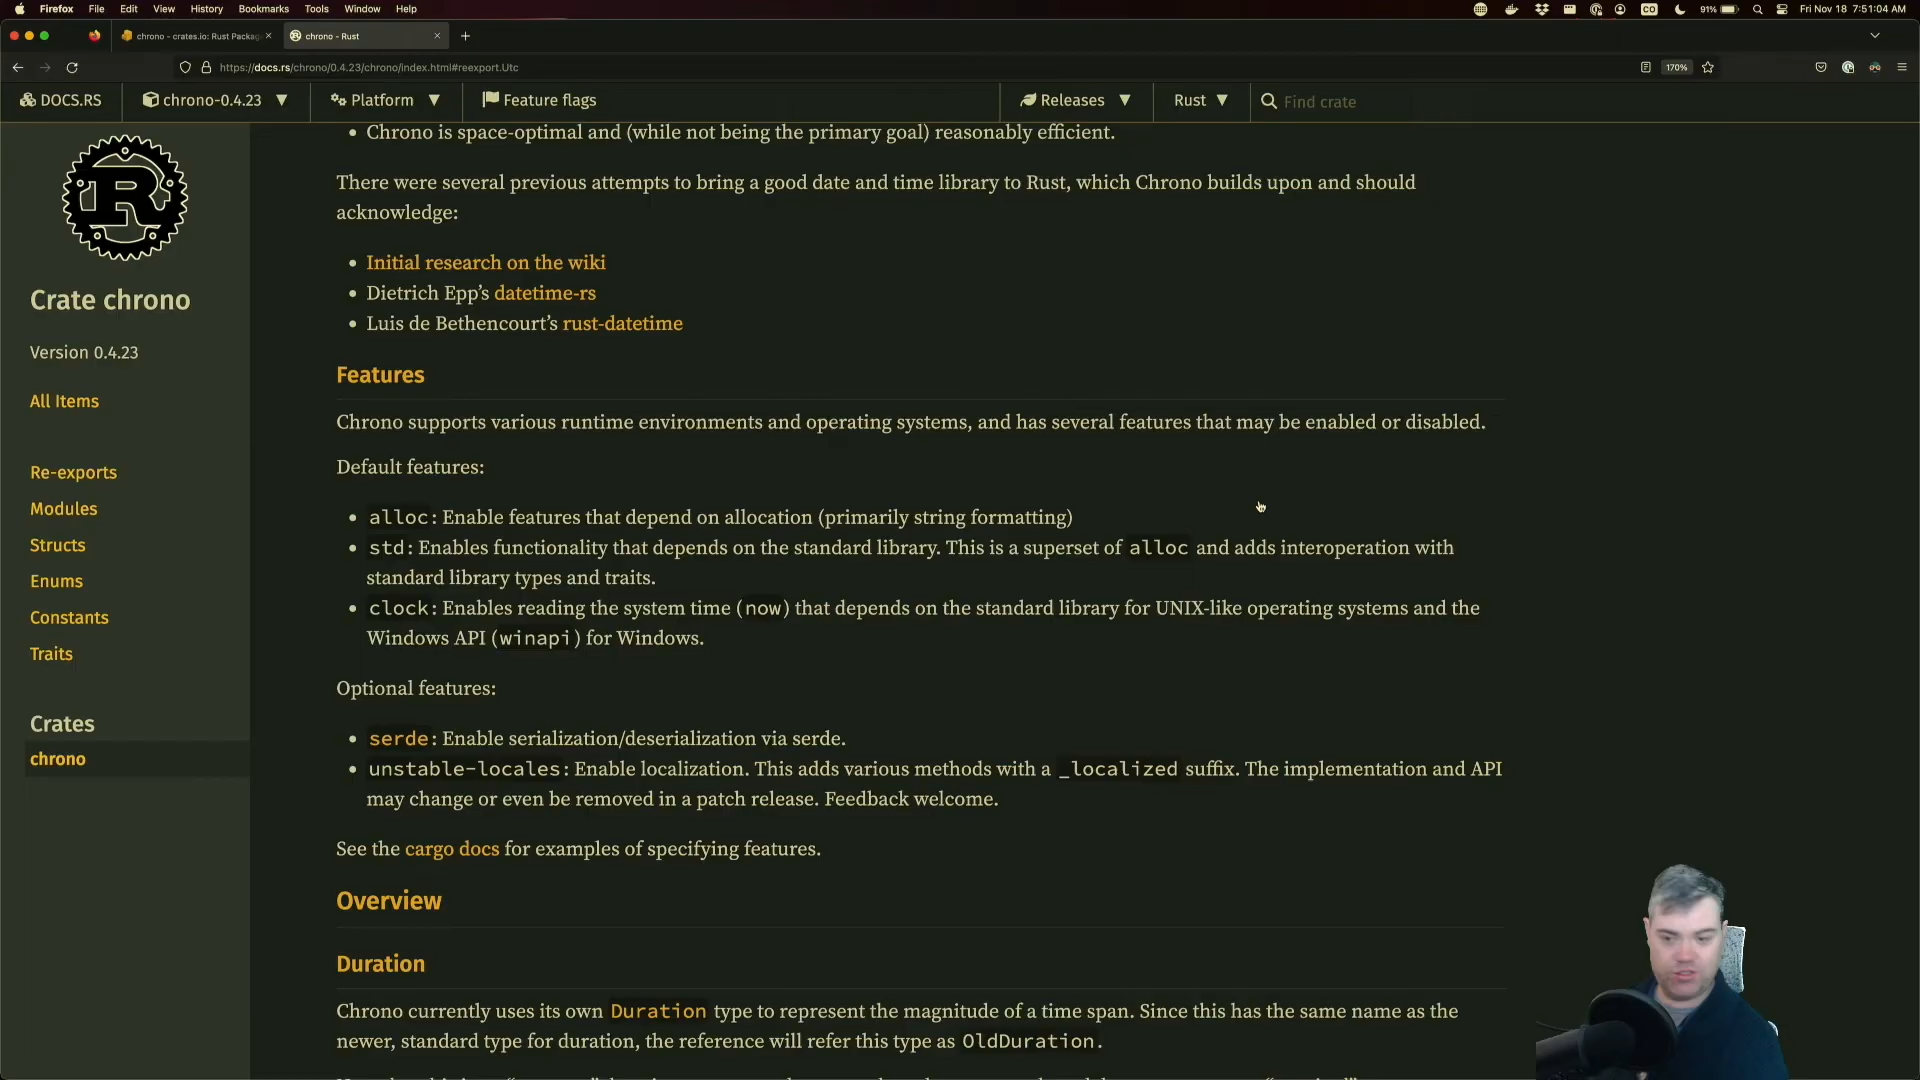 Firefox File Edit View History Bookmarks Tools Window Help CO 91% Fri Nov 18 7:51:04 AM
chrono - crates.io: Rust Packag × chrono - Rust × +
https://docs.rs/chrono/0.4.23/chrono/index.html#reexport.Utc 170%
DOCS.RS chrono-0.4.23 ▼ Platform ▼ Feature flags Releases ▼ Rust ▼ Find crate
• Chrono is space-optimal and (while not being the primary goal) reasonably efficient.
There were several previous attempts to bring a good date and time library to Rust, which Chrono builds upon and should
acknowledge:
• Initial research on the wiki
• Dietrich Epp’s datetime-rs
• Luis de Bethencourt’s rust-datetime
Features
Chrono supports various runtime environments and operating systems, and has several features that may be enabled or disabled.
Default features:
• alloc: Enable features that depend on allocation (primarily string formatting)
• std: Enables functionality that depends on the standard library. This is a superset of alloc and adds interoperation with
standard library types and traits.
• clock: Enables reading the system time (now) that depends on the standard library for UNIX-like operating systems and the
Windows API (winapi) for Windows.
Optional features:
• serde: Enable serialization/deserialization via serde.
• unstable-locales: Enable localization. This adds various methods with a _localized suffix. The implementation and API
may change or even be removed in a patch release. Feedback welcome.
See the cargo docs for examples of specifying features.
Overview
Duration
Chrono currently uses its own Duration type to represent the magnitude of a time span. Since this has the same name as the
newer, standard type for duration, the reference will refer this type as OldDuration.
R
Crate chrono
Version 0.4.23
All Items
Re-exports
Modules
Structs
Enums
Constants
Traits
Crates
chrono